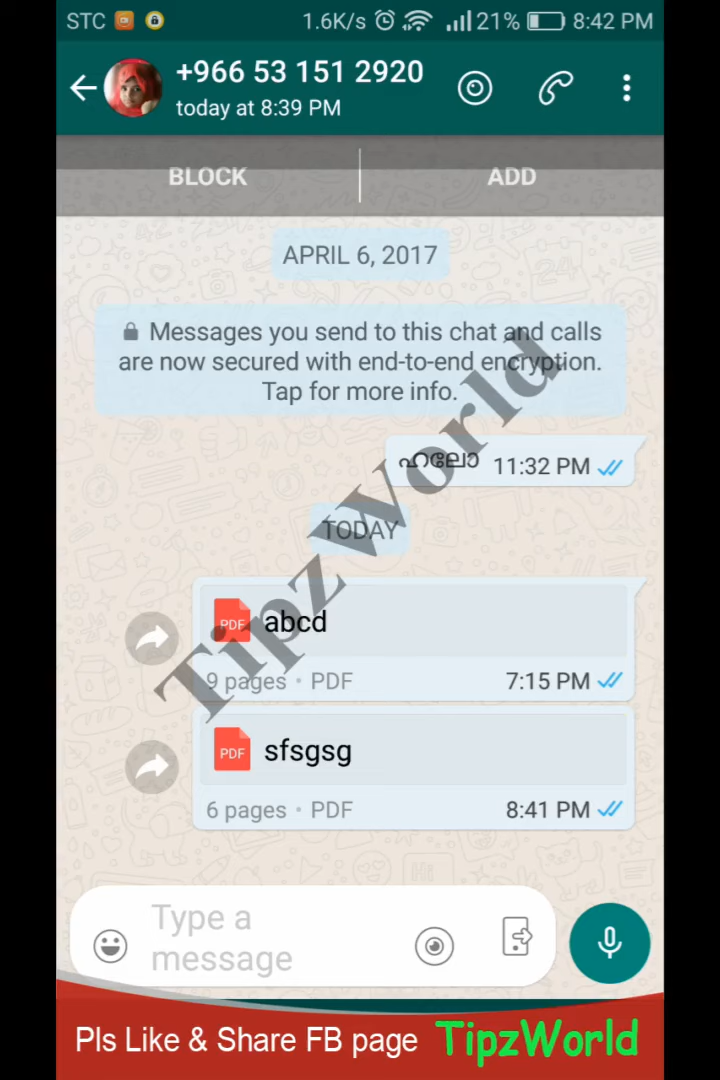 STC 1.6K/s 21% 8:42 PM
+966 53 151 2920
today at 8:39 PM
BLOCK ADD
APRIL 6, 2017
Messages you send to this chat and calls
are now secured with end-to-end encryption.
Tap for more info.
ഹലോ 11:32 PM
TODAY
PDF abcd
9 pages • PDF 7:15 PM
PDF sfsgsg
6 pages • PDF 8:41 PM
TipzWorld
Type a
message
Pls Like & Share FB page TipzWorld